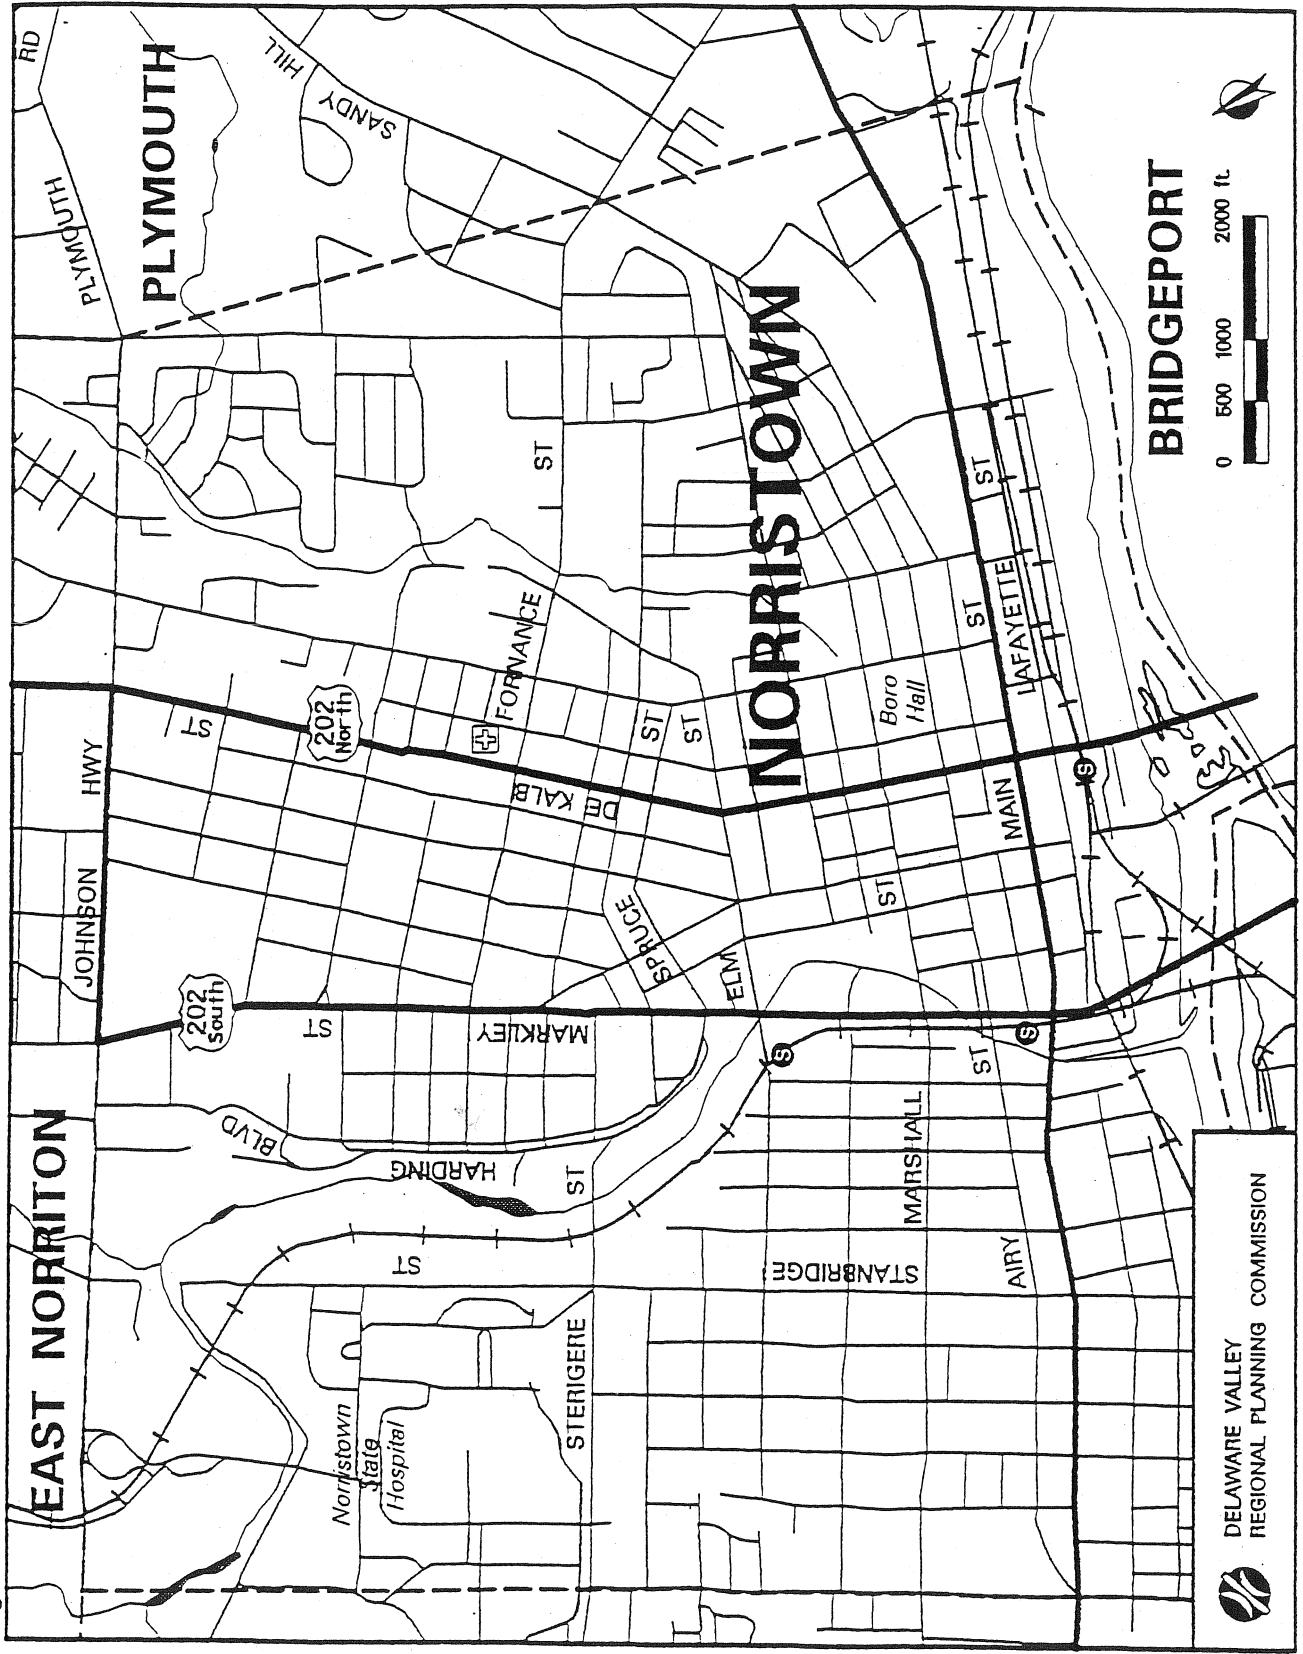 EAST NORRITON
PLYMOUTH
NORRISTOWN
BRIDGEPORT
JOHNSON HWY
PLYMOUTH RD
SANDY HILL
202
South
202
North
MARKLEY ST
DE KALB ST
HARDING BLVD
STANBRIDGE ST
STERIGERE ST
FORNANCE ST
SPRUCE ST
ELM ST
MARSHALL ST
AIRY ST
MAIN ST
LAFAYETTE
Norristown
State
Hospital
Boro
Hall
S
S
S
0 500 1000 2000 ft.
DELAWARE VALLEY
REGIONAL PLANNING COMMISSION